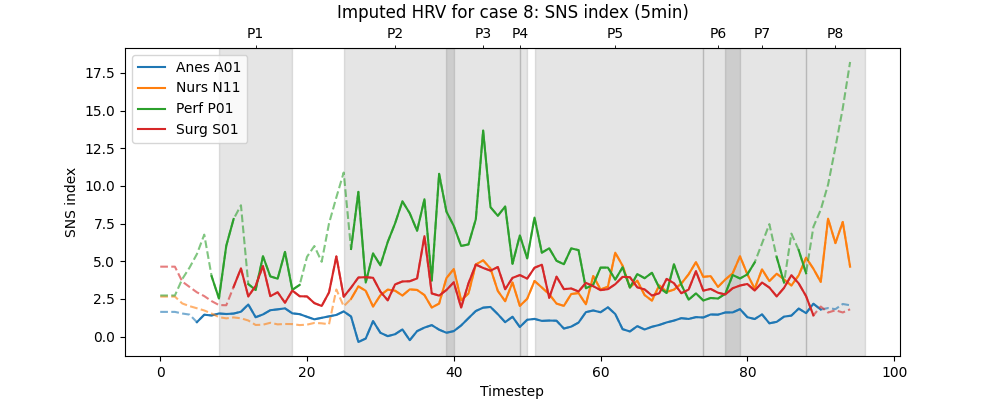 Imputed HRV for case 8: SNS index (5min)
P1 P2 P3 P4 P5 P6 P7 P8
Anes A01
Nurs N11
Perf P01
Surg S01
17.5
15.0
12.5
10.0
7.5
5.0
2.5
0.0
SNS index
0 20 40 60 80 100
Timestep